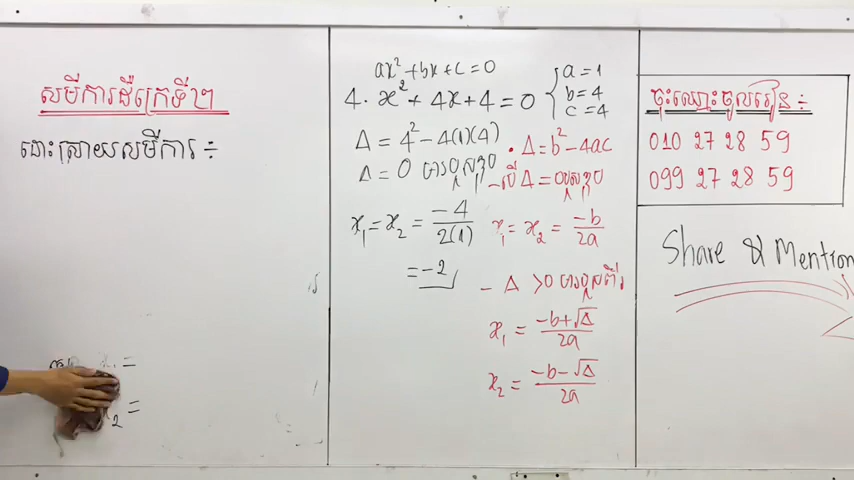 សមីការដឺក្រេទី២
ដោះស្រាយសមីការ ÷
x₂ =
ax² + bx + c = 0
4. x² + 4x + 4 = 0
a = 1
b = 4
c = 4
Δ = 4² - 4(1)(4)
Δ = 0 មានឫសឌុប
x₁ = x₂ = -4/2(1)
= -2
• Δ = b² - 4ac
- បើ Δ = 0 ឫសឌុប
x₁ = x₂ = -b/2a
- Δ > 0 មានឫសពីរ
x₁ = -b+√Δ/2a
x₂ = -b-√Δ/2a
ចុះឈ្មោះចូលរៀន ÷
010 27 28 59
099 27 28 59
Share & Mention